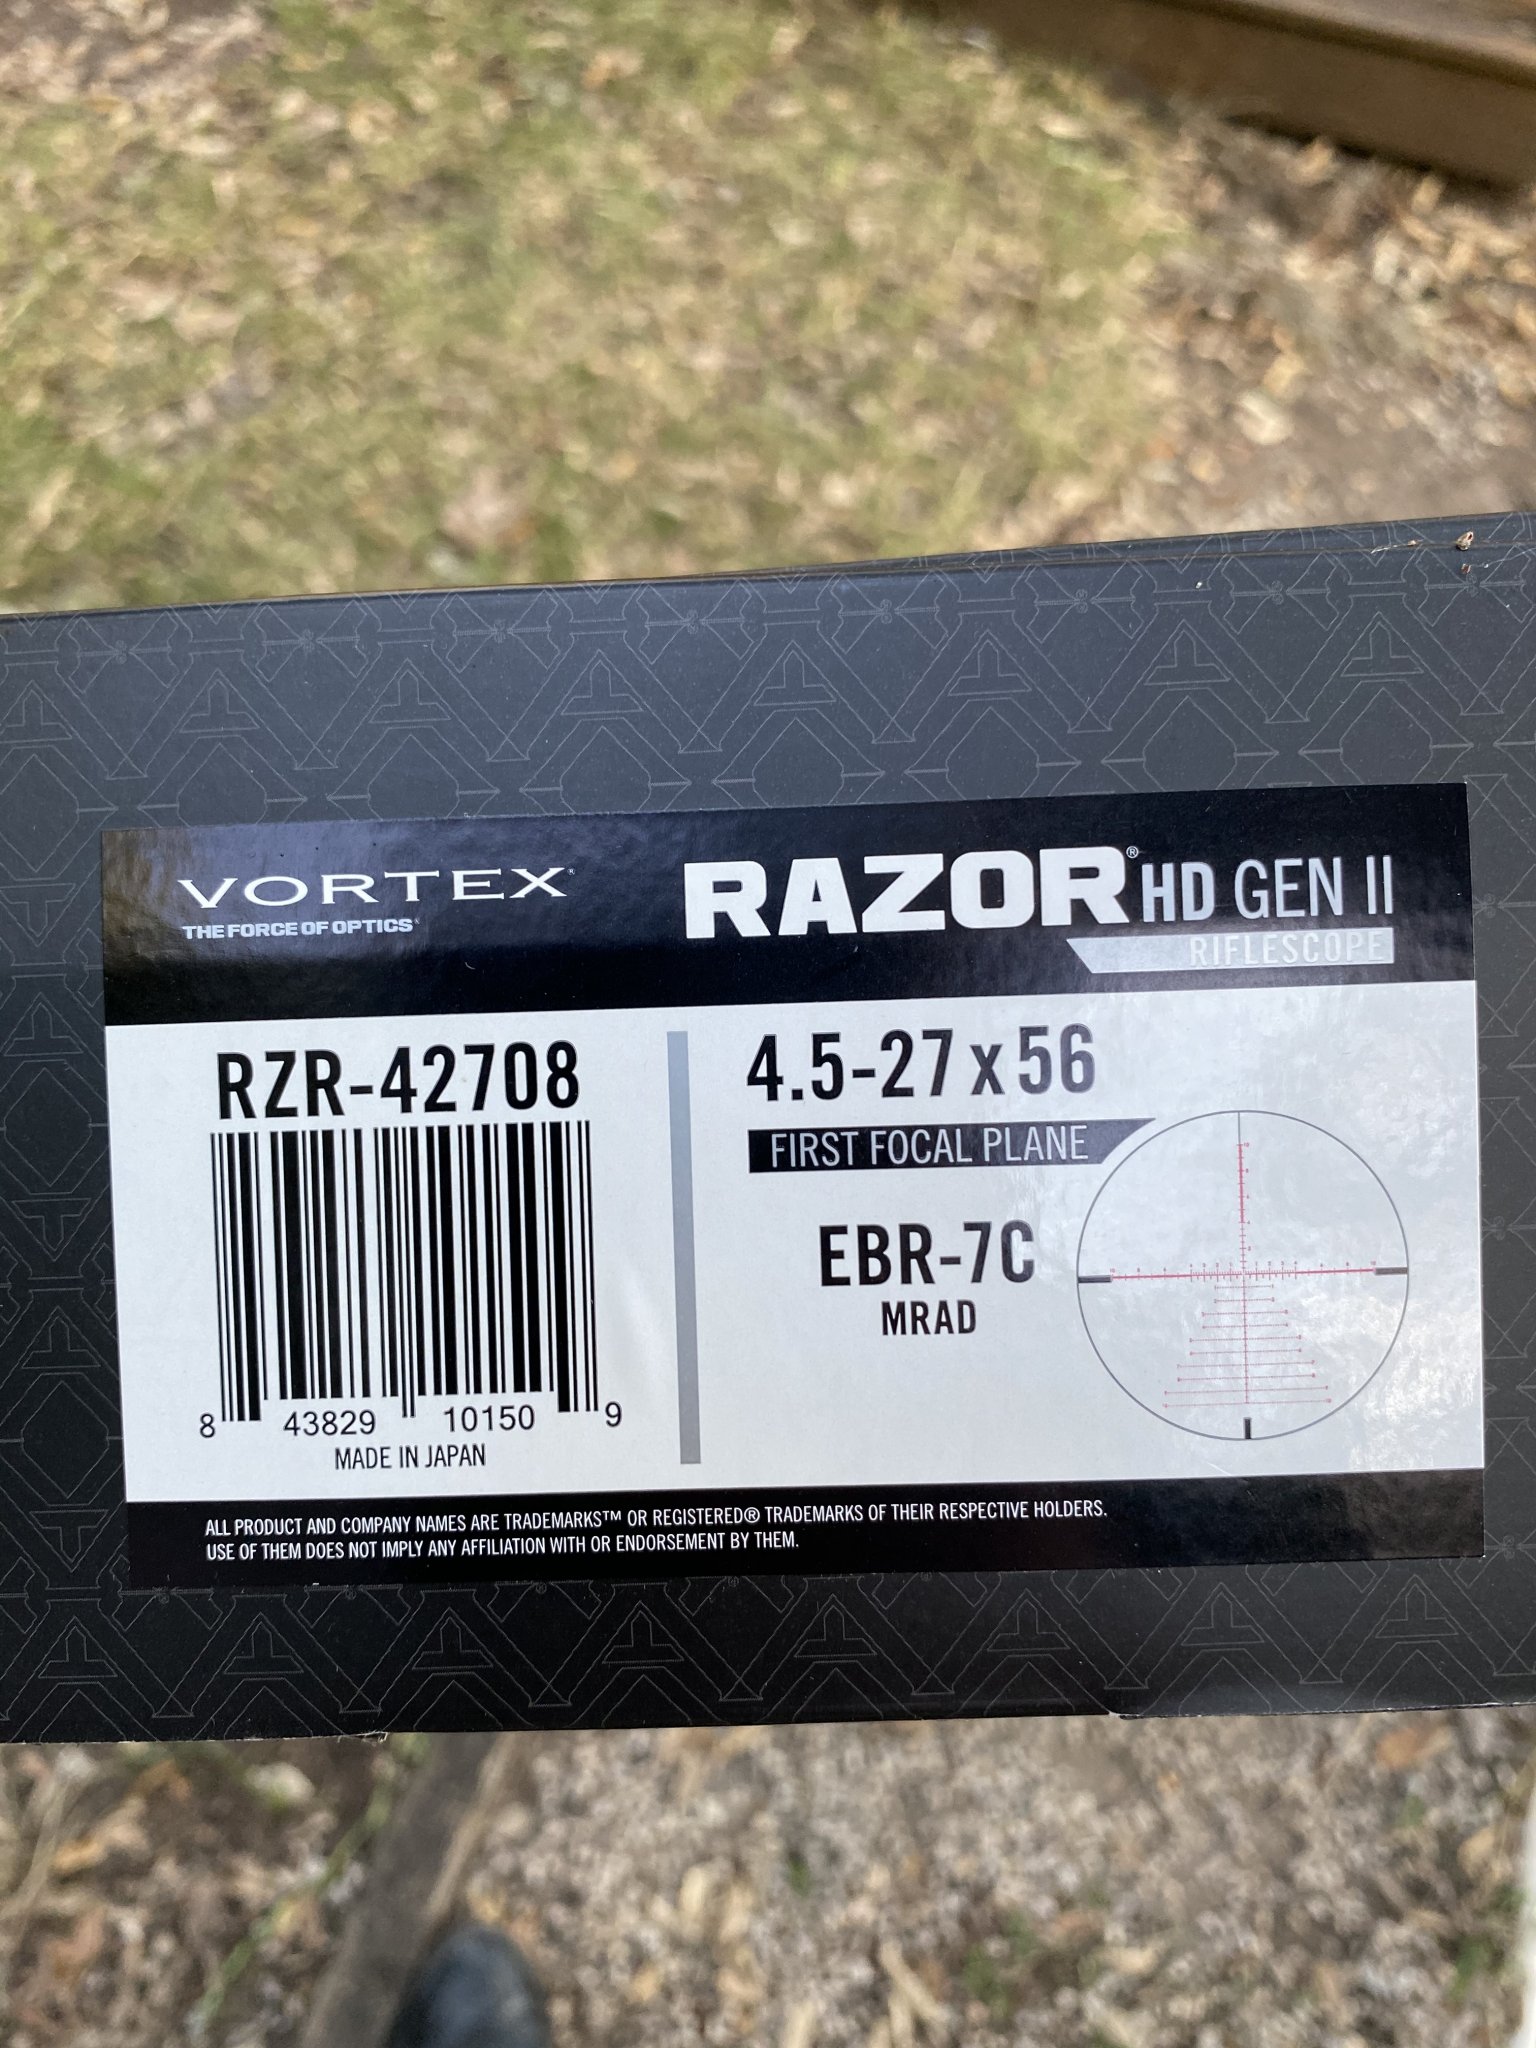 VORTEX®
THE FORCE OF OPTICS®
RAZOR® HD GEN II
RIFLESCOPE
RZR-42708
8 43829 10150 9
MADE IN JAPAN
4.5-27 x 56
FIRST FOCAL PLANE
EBR-7C
MRAD
ALL PRODUCT AND COMPANY NAMES ARE TRADEMARKS™ OR REGISTERED® TRADEMARKS OF THEIR RESPECTIVE HOLDERS.
USE OF THEM DOES NOT IMPLY ANY AFFILIATION WITH OR ENDORSEMENT BY THEM.